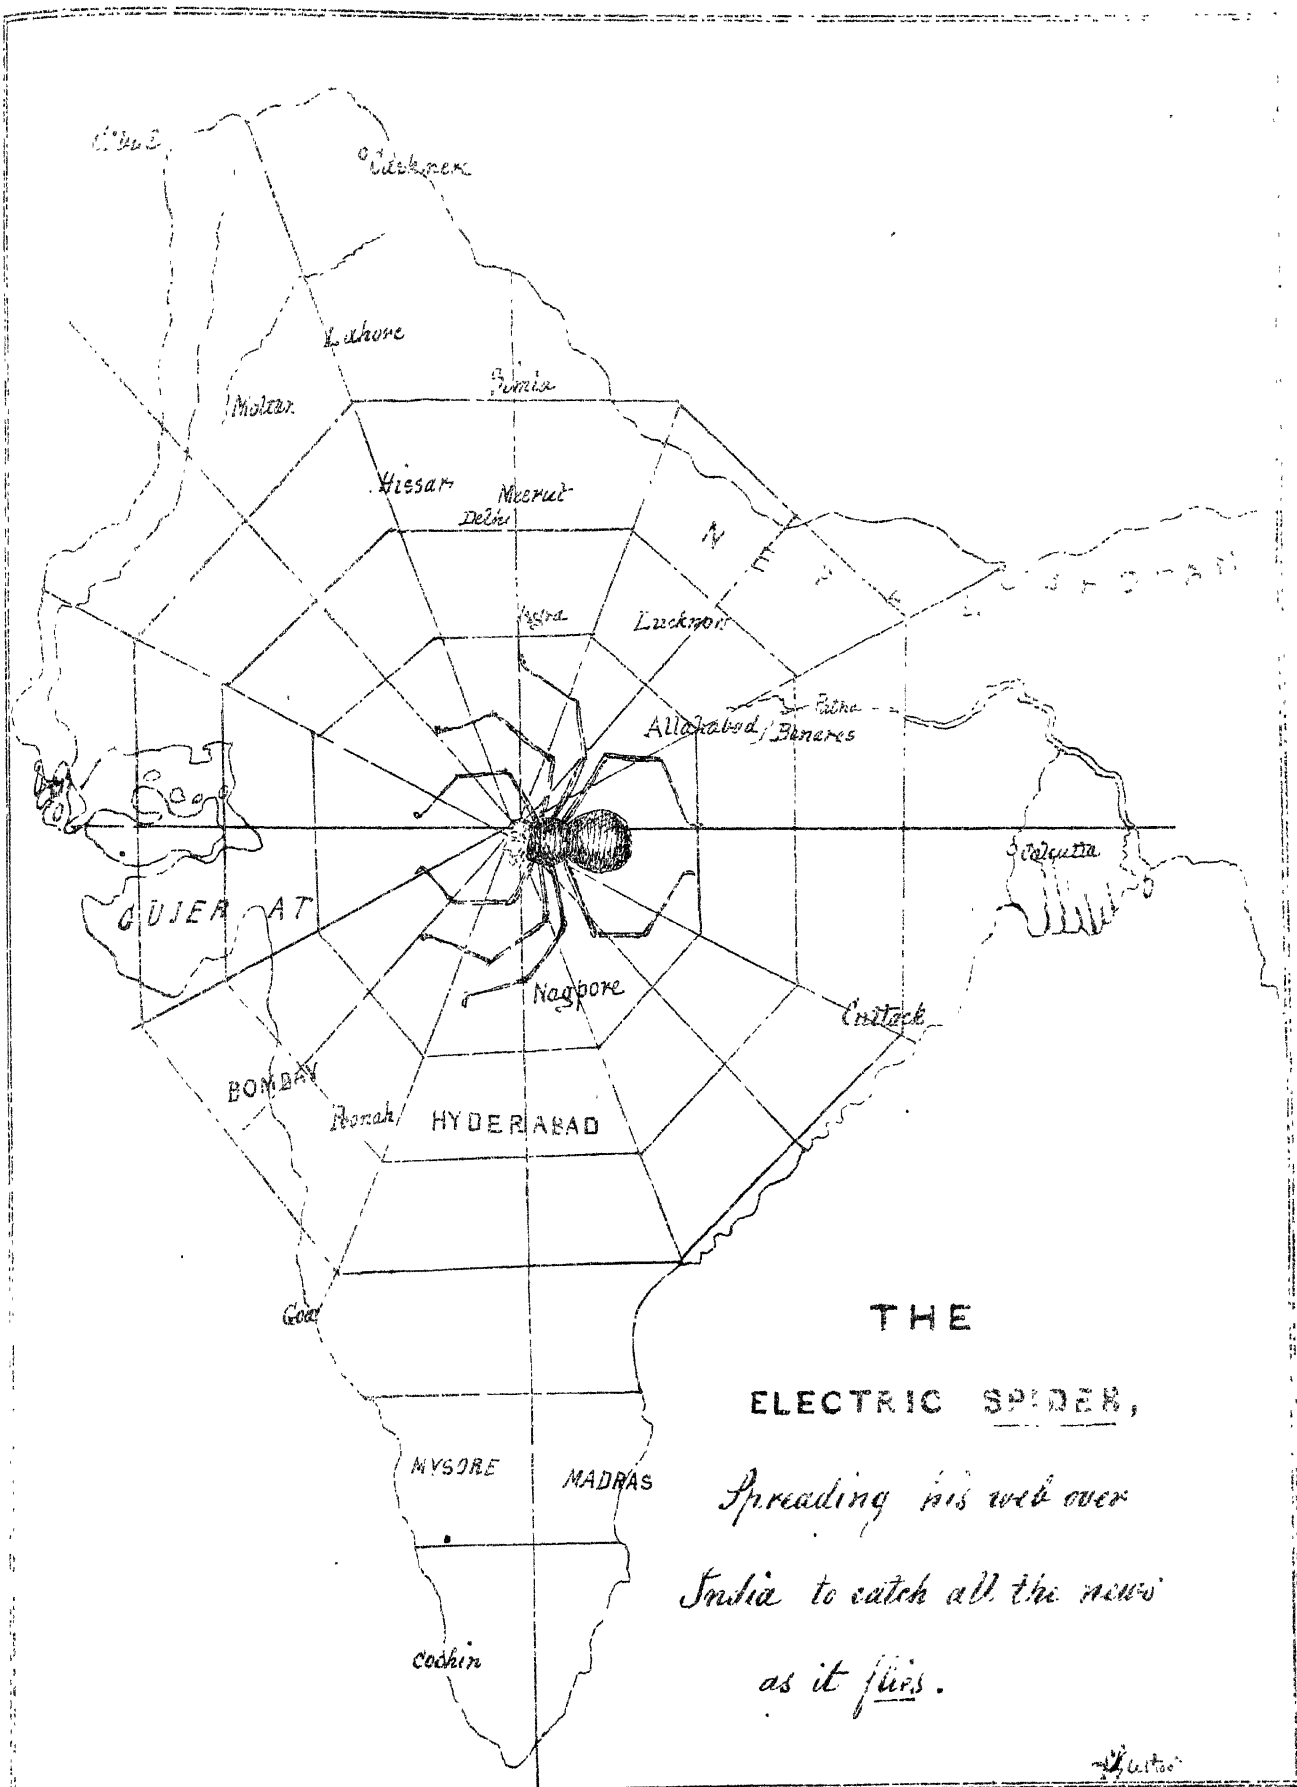 Lahore
Moltan
Hissar
Meerut
Delhi
Agra
NEPAL
Lucknow
Allahabad
Patna
Benares
Calcutta
GUJERAT
Nagpore
Cuttack
BOMBAY
Poonah
HYDERABAD
Goa
MYSORE
MADRAS
Cochin
THE
ELECTRIC SPIDER,
Spreading his web over
India to catch all the news
as it flies.